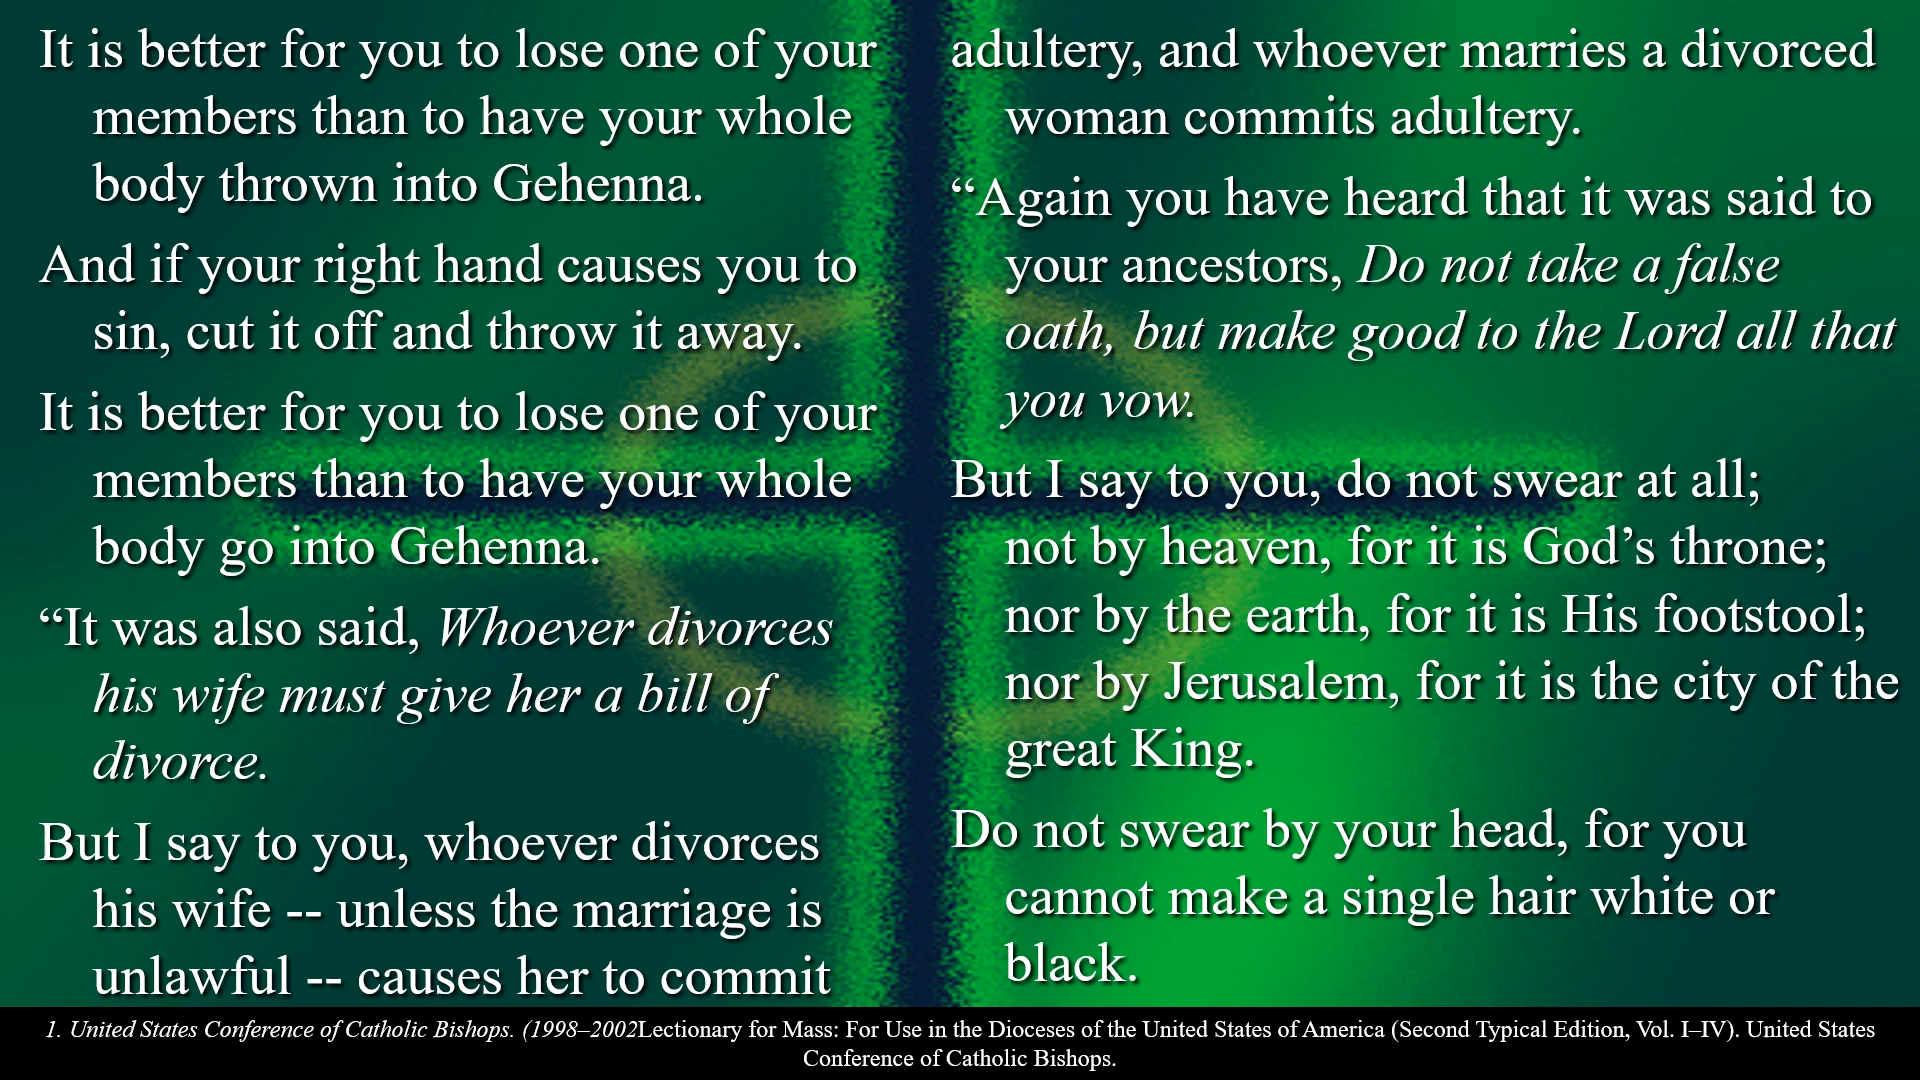 It is better for you to lose one of your
members than to have your whole
body thrown into Gehenna.
And if your right hand causes you to
sin, cut it off and throw it away.
It is better for you to lose one of your
members than to have your whole
body go into Gehenna.
“It was also said, Whoever divorces
his wife must give her a bill of
divorce.
But I say to you, whoever divorces
his wife -- unless the marriage is
unlawful -- causes her to commit
adultery, and whoever marries a divorced
woman commits adultery.
“Again you have heard that it was said to
your ancestors, Do not take a false
oath, but make good to the Lord all that
you vow.
But I say to you, do not swear at all;
not by heaven, for it is God’s throne;
nor by the earth, for it is His footstool;
nor by Jerusalem, for it is the city of the
great King.
Do not swear by your head, for you
cannot make a single hair white or
black.
1. United States Conference of Catholic Bishops. (1998–2002Lectionary for Mass: For Use in the Dioceses of the United States of America (Second Typical Edition, Vol. I–IV). United States
Conference of Catholic Bishops.